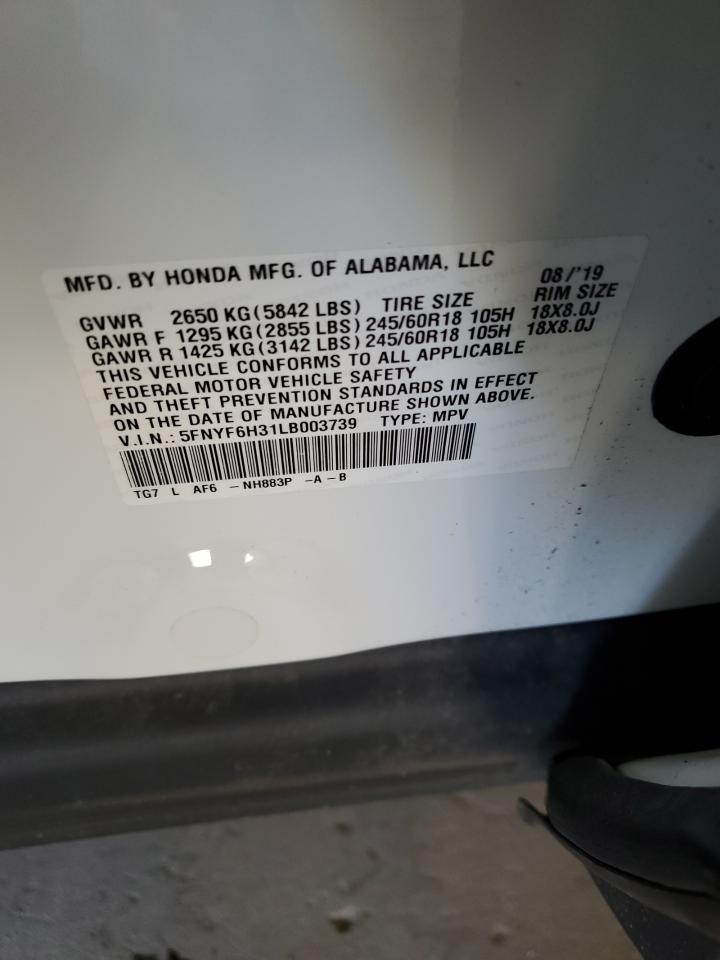 MFD. BY HONDA MFG. OF ALABAMA, LLC 08/'19
GVWR 2650 KG(5842 LBS) TIRE SIZE RIM SIZE
GAWR F 1295 KG(2855 LBS) 245/60R18 105H 18X8.0J
GAWR R 1425 KG(3142 LBS) 245/60R18 105H 18X8.0J
THIS VEHICLE CONFORMS TO ALL APPLICABLE
FEDERAL MOTOR VEHICLE SAFETY
AND THEFT PREVENTION STANDARDS IN EFFECT
ON THE DATE OF MANUFACTURE SHOWN ABOVE.
V.I.N.: 5FNYF6H31LB003739 TYPE: MPV
TG7 L AF6 -NH883P -A-B